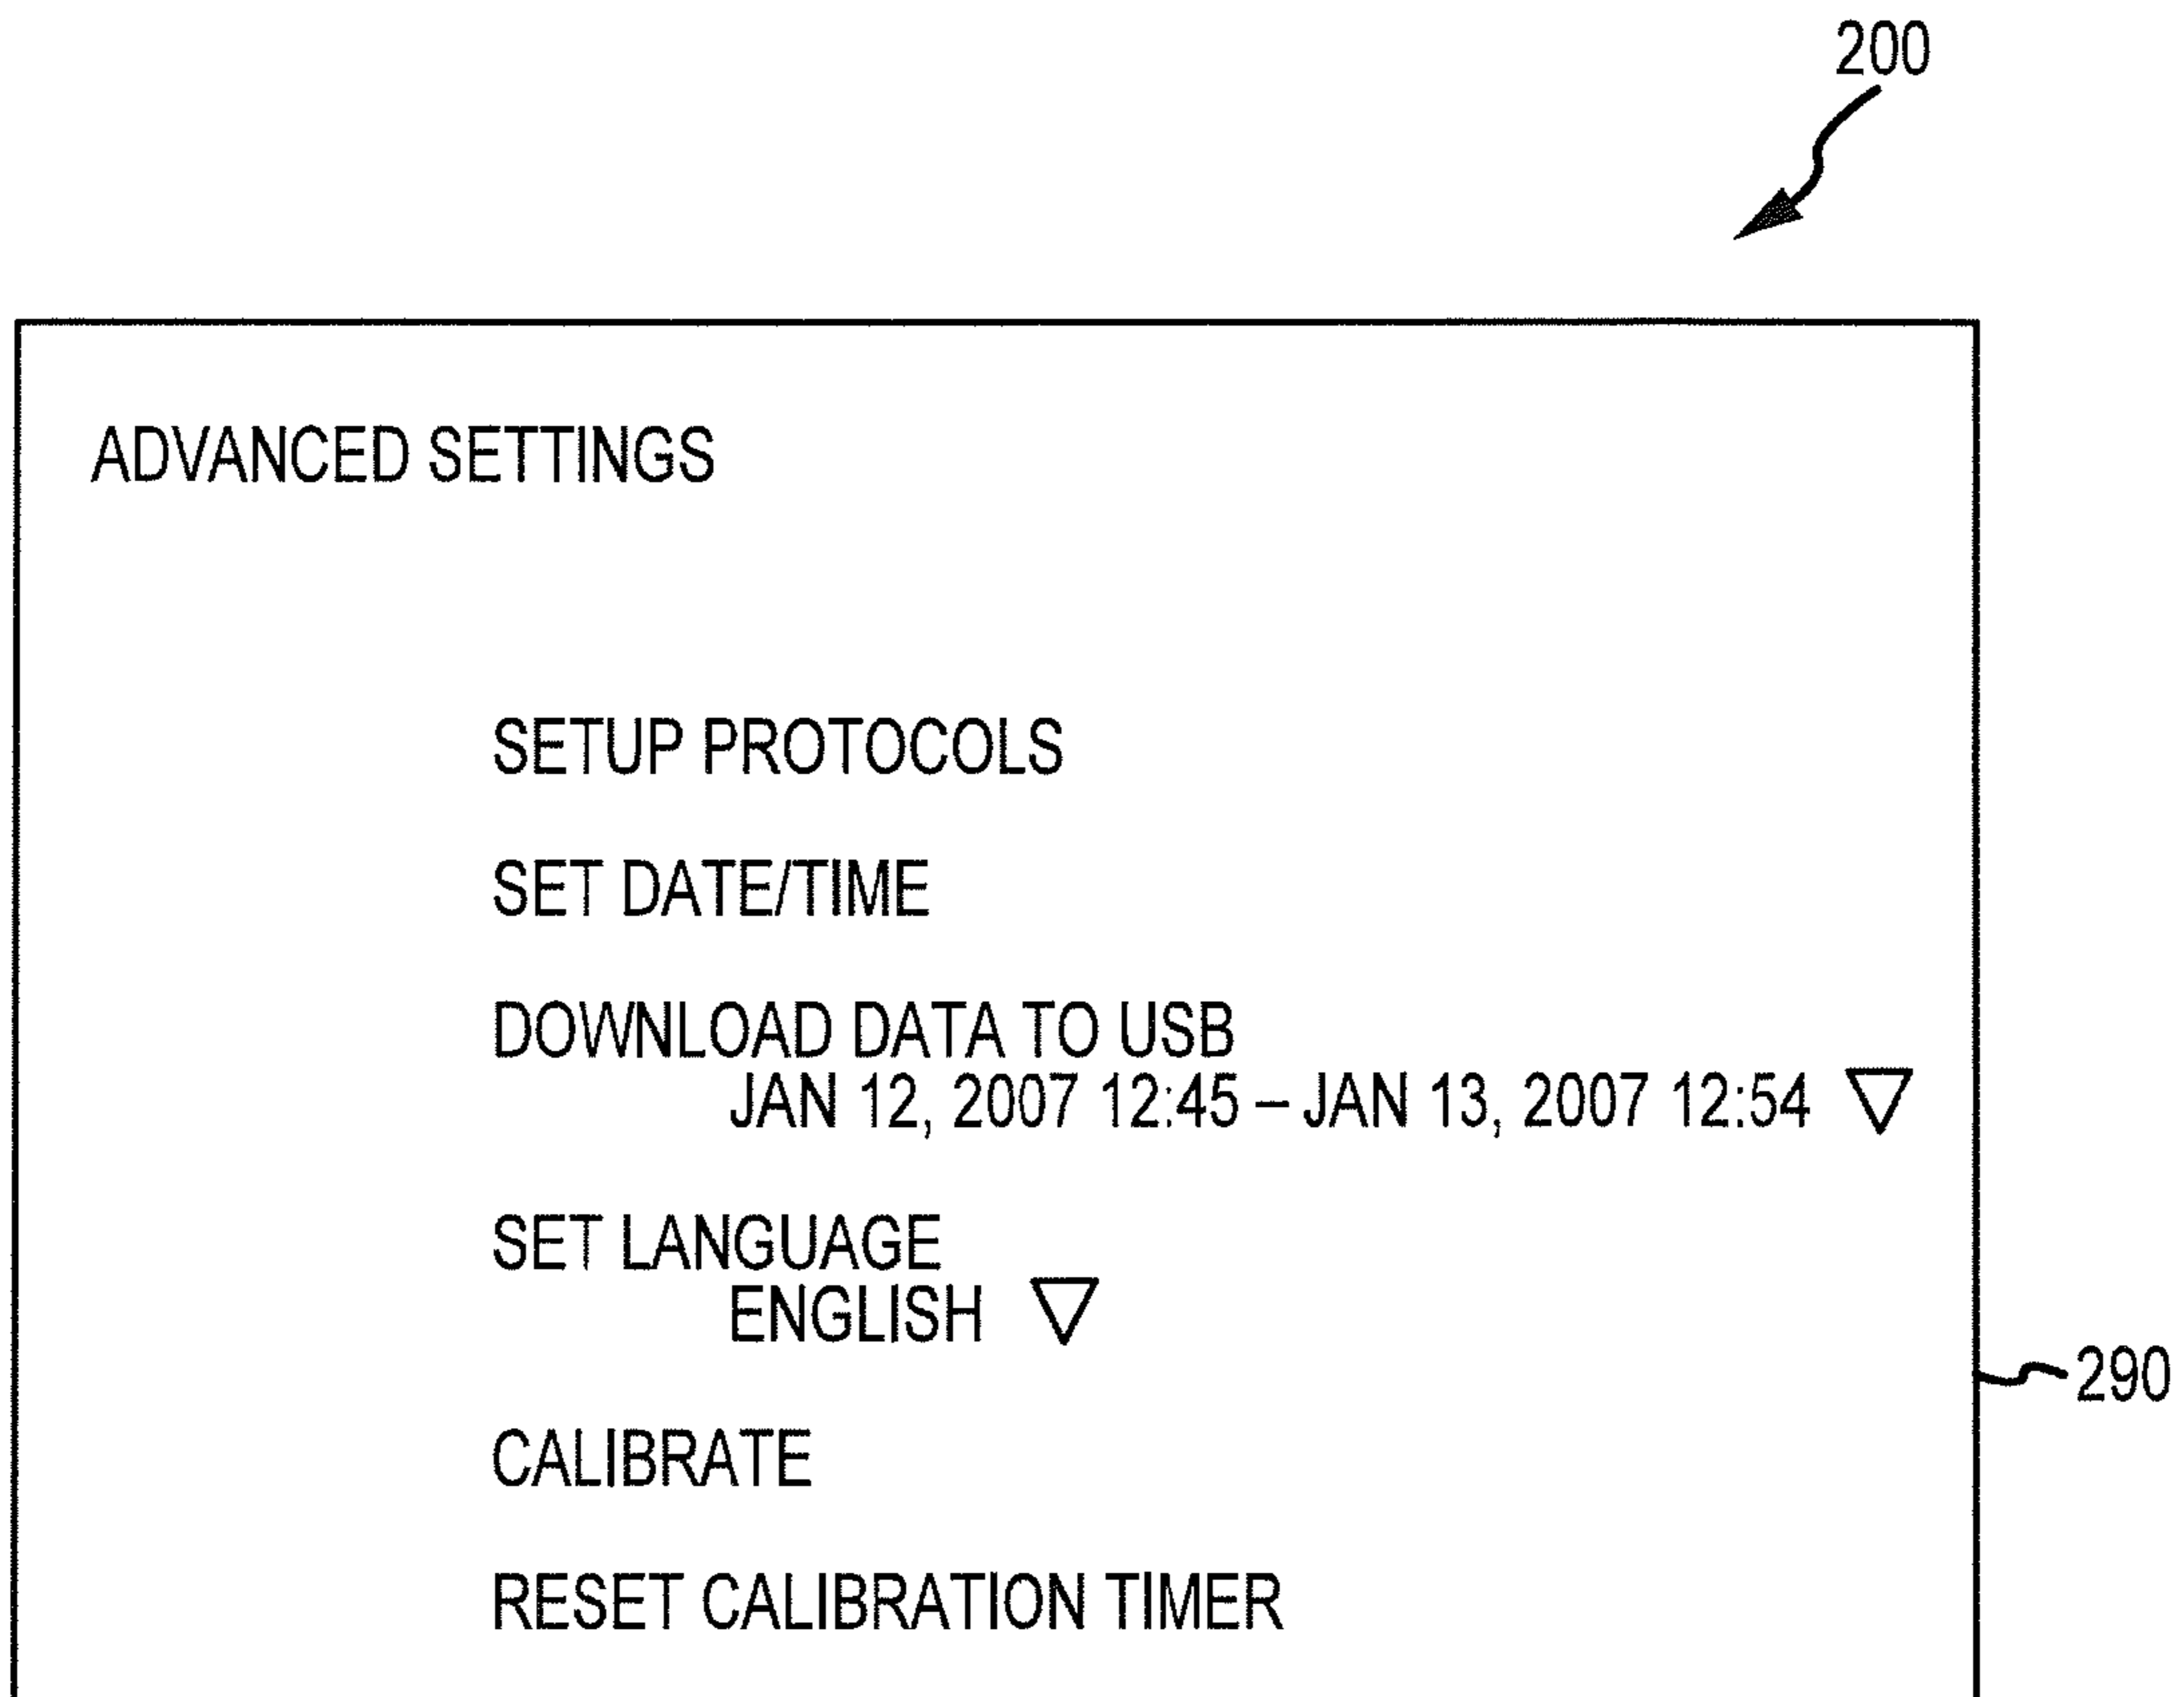 200
ADVANCED SETTINGS
SETUP PROTOCOLS
SET DATE/TIME
DOWNLOAD DATA TO USB
JAN 12, 2007 12:45 – JAN 13, 2007 12:54
SET LANGUAGE
ENGLISH
290
CALIBRATE
RESET CALIBRATION TIMER